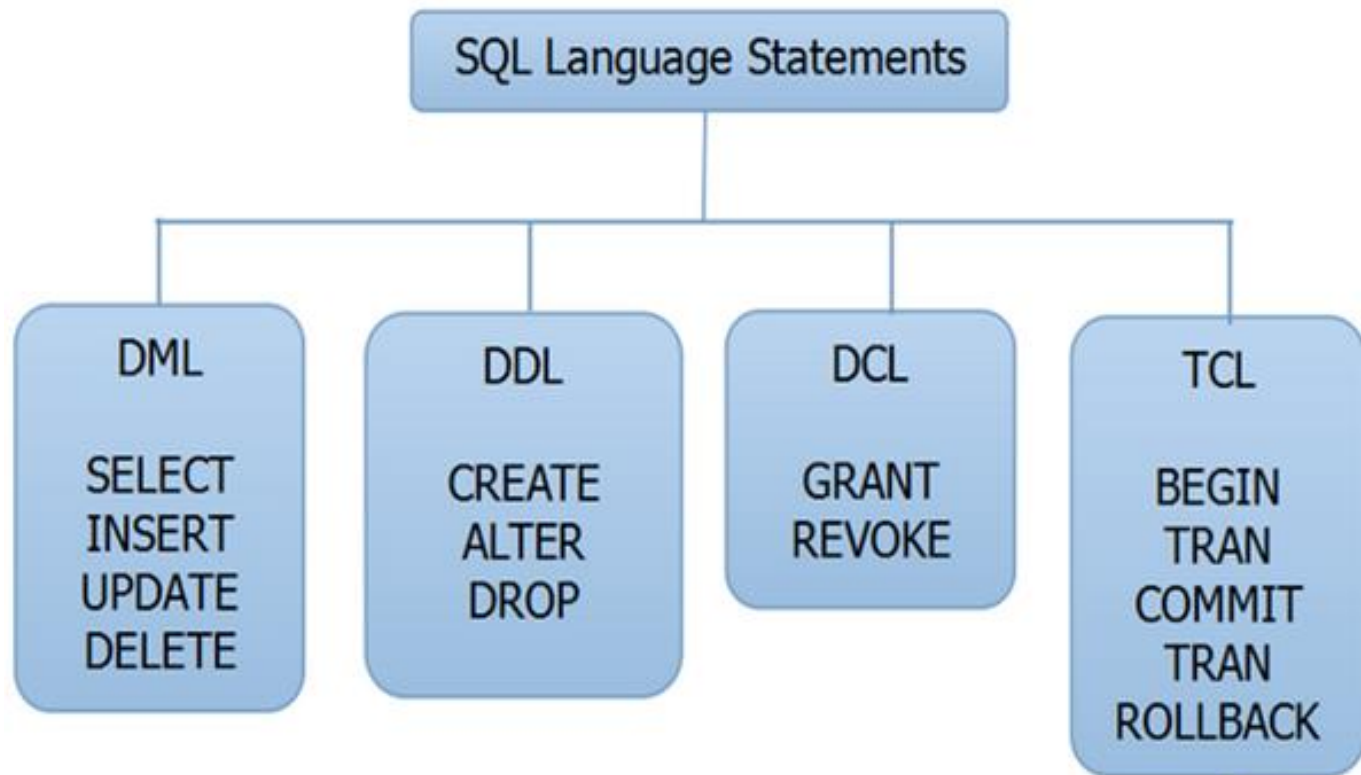 SQL Language Statements
DML
SELECT
INSERT
UPDATE
DELETE
DDL
CREATE
ALTER
DROP
DCL
GRANT
REVOKE
TCL
BEGIN
TRAN
COMMIT
TRAN
ROLLBACK